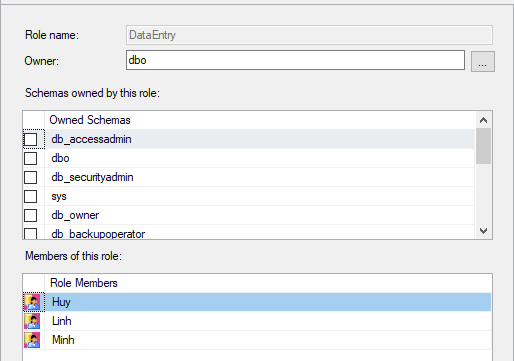 Role name: DataEntry
Owner: dbo ...
Schemas owned by this role:
Owned Schemas
db_accessadmin
dbo
db_securityadmin
sys
db_owner
db_backupoperator
Members of this role:
Role Members
Huy
Linh
Minh